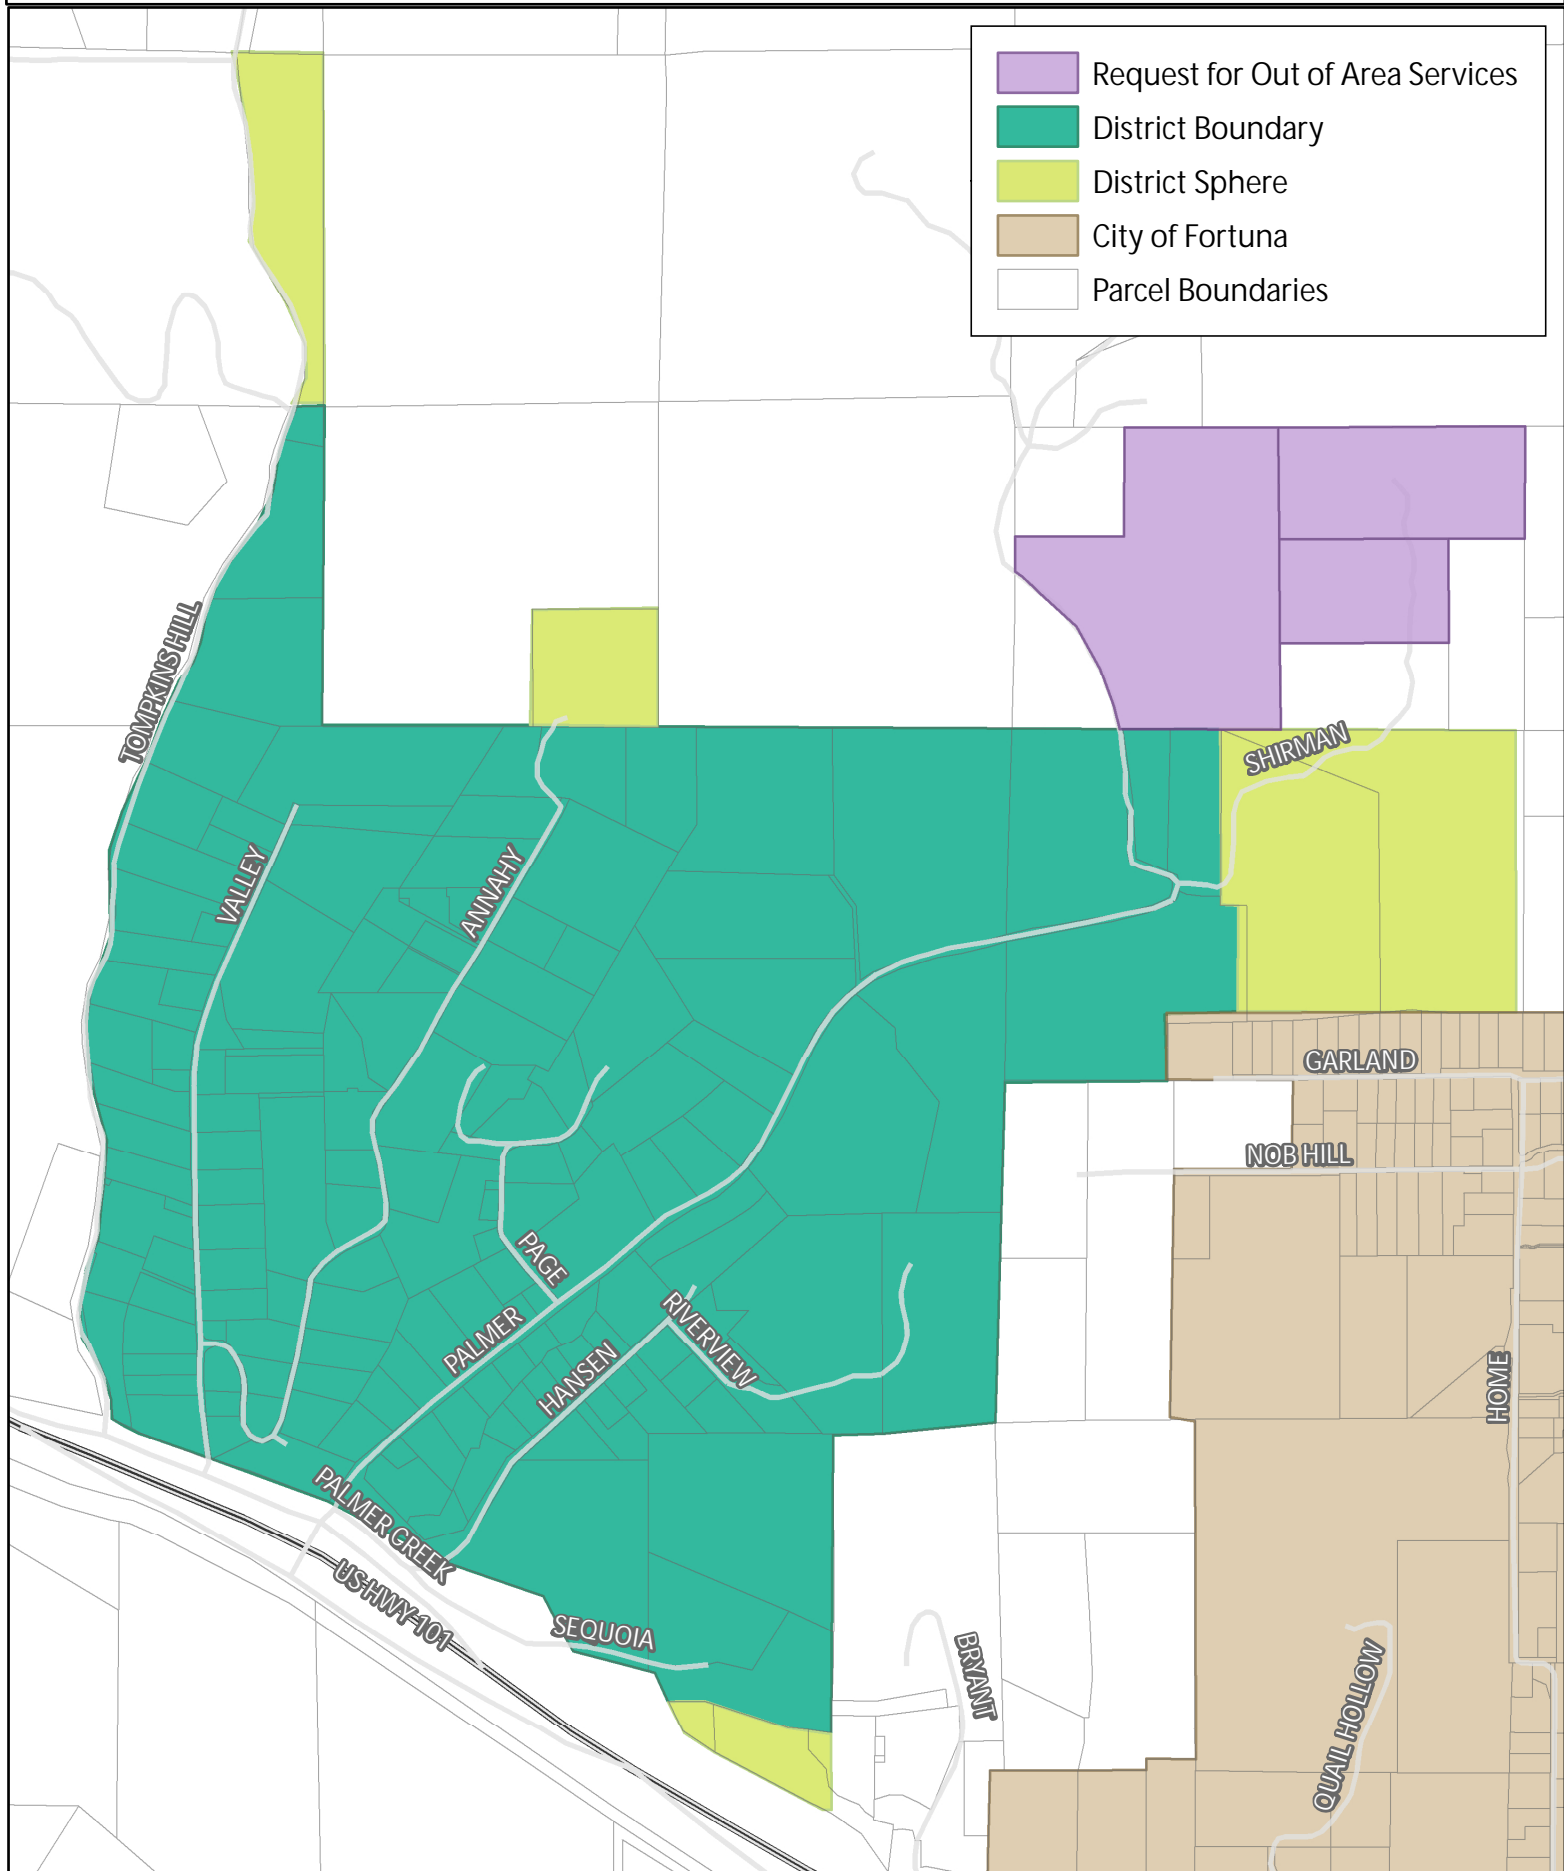 Request for Out of Area Services
District Boundary
District Sphere
City of Fortuna
Parcel Boundaries
TOMPKINS HILL
SHIRMAN
VALLEY
ANNAHY
GARLAND
NOB HILL
PAGE
PALMER
RIVERVIEW
HANSEN
HOME
PALMER CREEK
US HWY 101
SEQUOIA
BRYANT
QUAIL HOLLOW